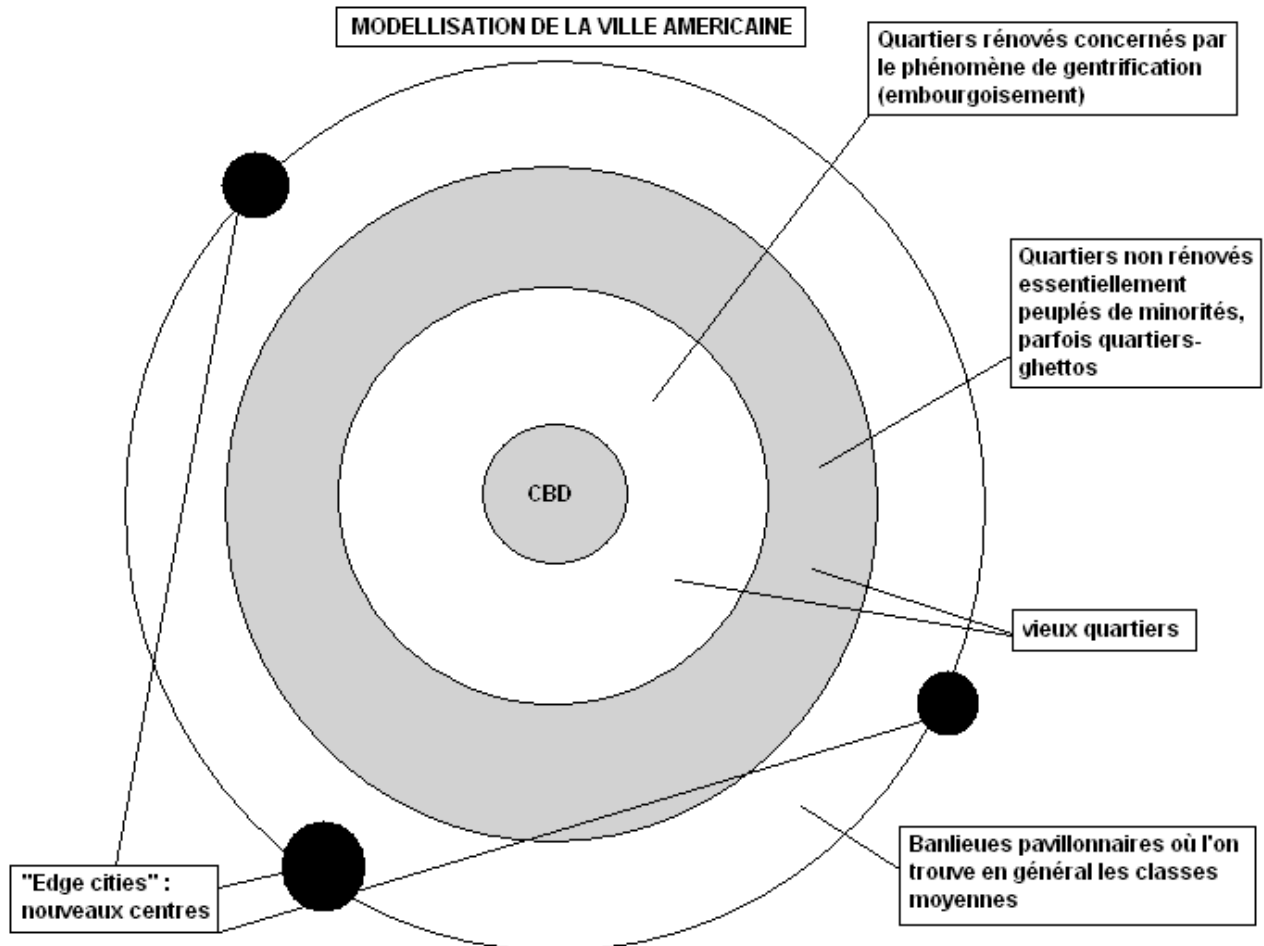 MODELLISATION DE LA VILLE AMERICAINE
Quartiers rénovés concernés par
le phénomène de gentrification
(embourgoisement)
Quartiers non rénovés
essentiellement
peuplés de minorités,
parfois quartiers-
ghettos
CBD
vieux quartiers
Banlieues pavillonnaires où l'on
trouve en général les classes
moyennes
"Edge cities" :
nouveaux centres